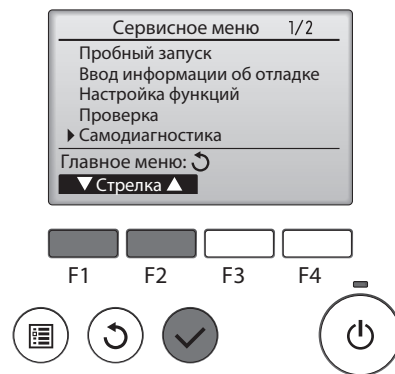 Сервисное меню 1/2
Пробный запуск
Ввод информации об отладке
Настройка функций
Проверка
Самодиагностика
Главное меню:
Стрелка
F1 F2 F3 F4